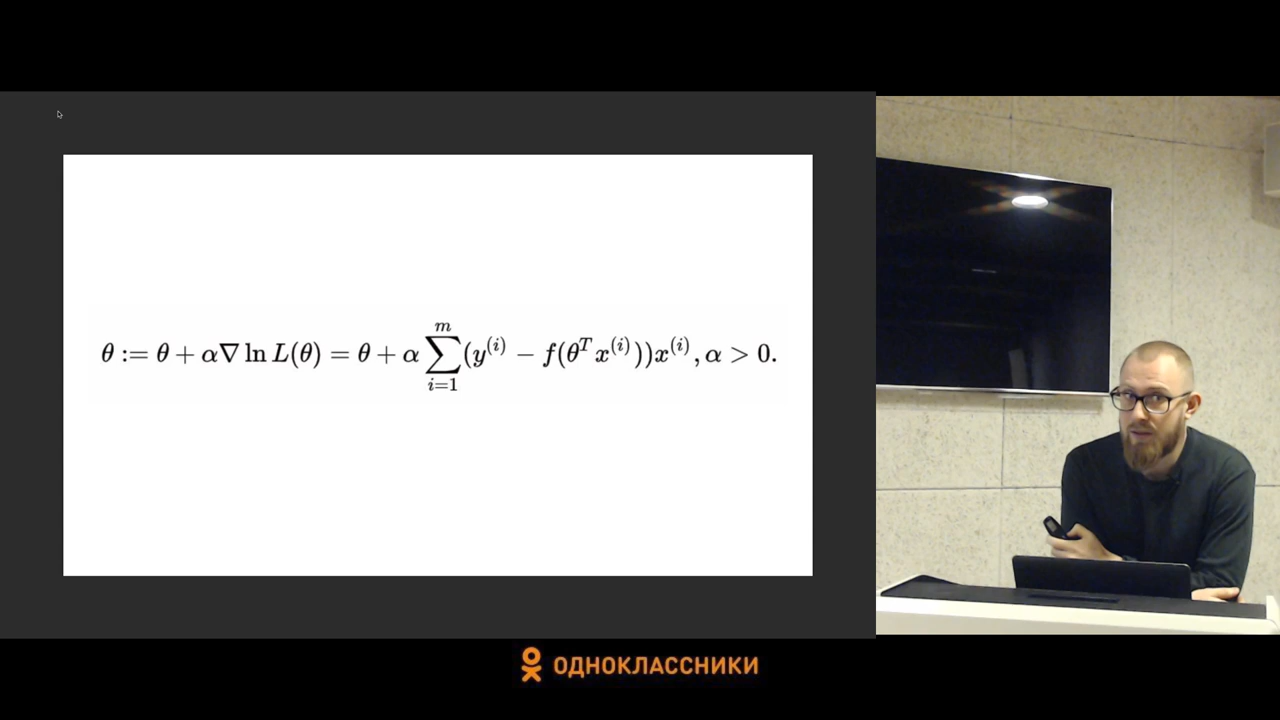 θ := θ + α∇ ln L(θ) = θ + α ∑_{i=1}^{m} (y^{(i)} − f(θ^T x^{(i)}))x^{(i)}, α > 0.
ОДНОКЛАССНИКИ